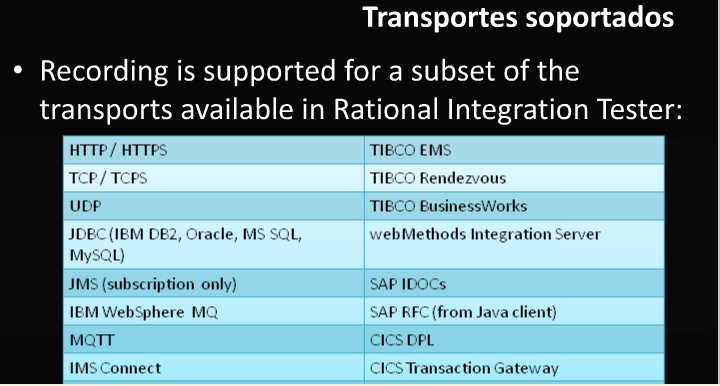 Transportes soportados
• Recording is supported for a subset of the
transports available in Rational Integration Tester:
HTTP / HTTPS
TIBCO EMS
TCP / TCPS
TIBCO Rendezvous
UDP
TIBCO BusinessWorks
JDBC (IBM DB2, Oracle, MS SQL,
MySQL)
webMethods Integration Server
JMS (subscription only)
SAP IDOCs
IBM WebSphere MQ
SAP RFC (from Java client)
MQTT
CICS DPL
IMS Connect
CICS Transaction Gateway